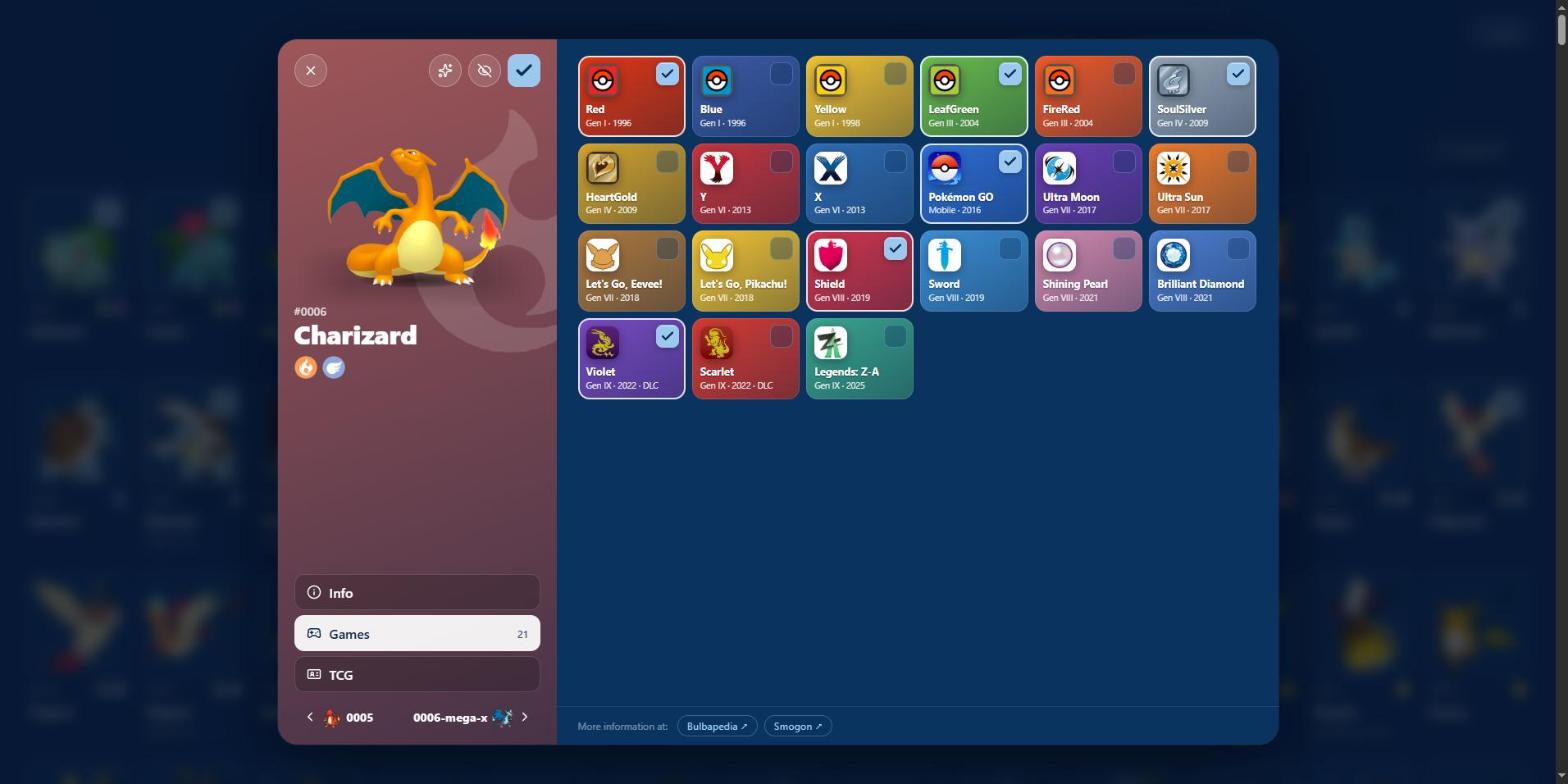 Red
Gen I · 1996
Blue
Gen I · 1996
Yellow
Gen I · 1998
LeafGreen
Gen III · 2004
FireRed
Gen III · 2004
SoulSilver
Gen IV · 2009
HeartGold
Gen IV · 2009
Y
Gen VI · 2013
X
Gen VI · 2013
Pokémon GO
Mobile · 2016
Ultra Moon
Gen VII · 2017
Ultra Sun
Gen VII · 2017
Let's Go, Eevee!
Gen VII · 2018
Let's Go, Pikachu!
Gen VII · 2018
Shield
Gen VIII · 2019
Sword
Gen VIII · 2019
Shining Pearl
Gen VIII · 2021
Brilliant Diamond
Gen VIII · 2021
Violet
Gen IX · 2022 · DLC
Scarlet
Gen IX · 2022 · DLC
Legends: Z-A
Gen IX · 2025
#0006
Charizard
Info
Games 21
TCG
0005 0006-mega-x
More information at: Bulbapedia ↗ Smogon ↗